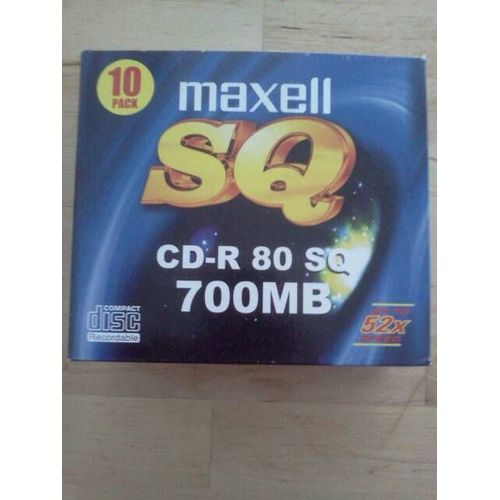 10
PACK
maxell
SQ
CD-R 80 SQ
700MB
COMPACT
disc
Recordable
52x